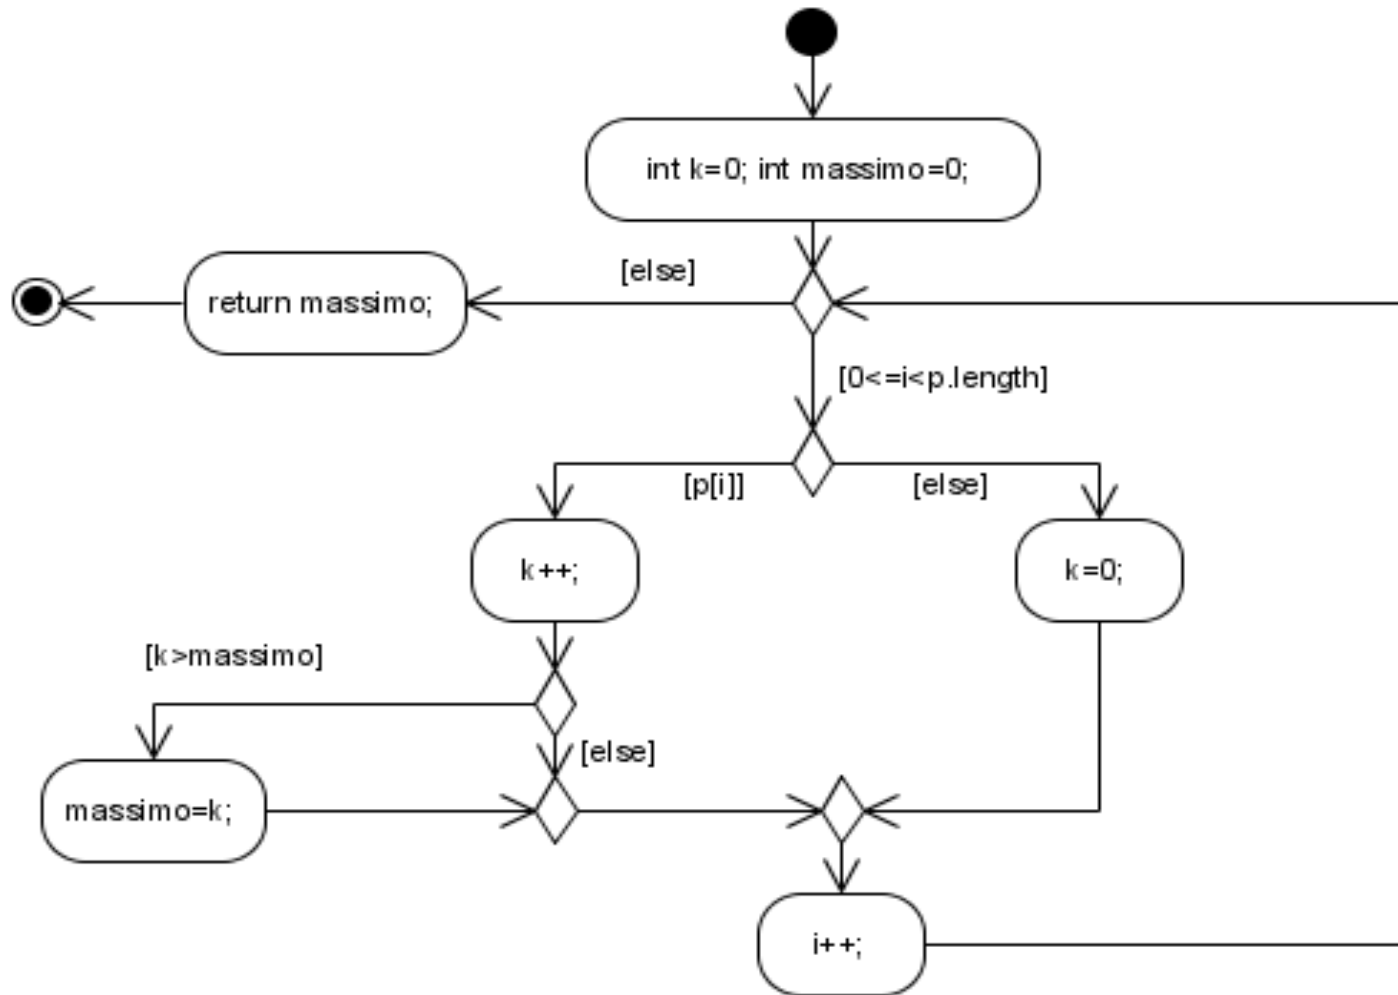 int k=0; int massimo=0;
[else]
return massimo;
[0<=i<p.length]
[p[i]]
[else]
k++;
k=0;
[k>massimo]
[else]
massimo=k;
i++;